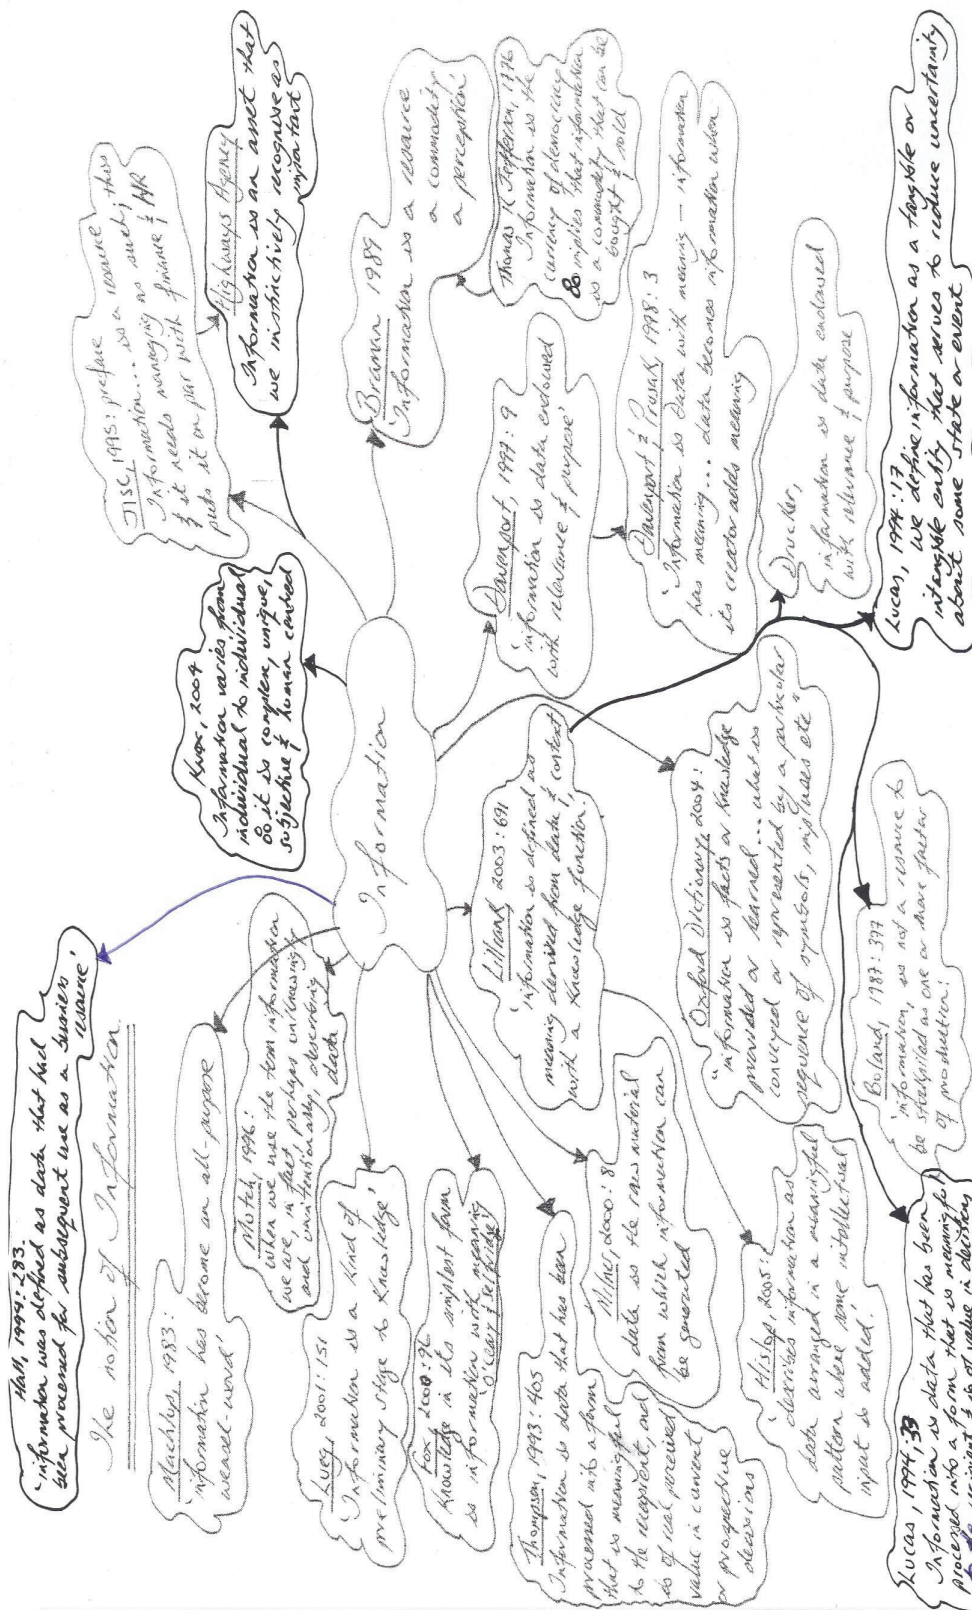 Hall, 1994:283.
'information was defined as data that had
been processed for subsequent use as a business
resource'
The notion of Information
Machlup, 1983:
'information has become an all-purpose
weasel-word'
Motch, 1996:
when we use the term information
we are in fact, perhaps unknowingly
and unintentionally, describing
data
Lueg, 2001:151
'Information is a kind of
preliminary stage to knowledge'
Fox 2000:96
Knowledge in its simplest form
is information with meaning
Thompson, 1993:405
Information is data that has been
processed into a form
that is meaningful
to the recipient, and
is of real perceived
value in current
or prospective
decisions
Milner, 2000:8
data is the raw material
from which information can
be generated
Hislop, 2005:
'describes information as
data arranged in a meaningful
pattern where some intellectual
input is added.'
Lucas, 1994;33
Information is data that has been
processed into a form that is meaningful
to the recipient & is of value in decisions
Information
Knox, 2004
Information varies from
individual to individual
so it is complex, unique,
subjective & human centred
Lillrank, 2003:691
'information is defined as
meaning derived from data & context
with a knowledge function.'
Oxford Dictionary 2004:
"information is facts or knowledge
provided or learned... what is
conveyed or represented by a particular
sequence of symbols, impluses etc"
Boland, 1987:377
'information, is not a resource to
be stockpiled as one or more factor
of production!
JISC, 1995:preface
Information... is a resource
& it needs managing as such; this
puts it on par with finance & HR
Highways Agency
Information is an asset that
we instinctively recognise as
important
Braman 1989
'Information is a resource
a commodity
a perception'
Thomas Jefferson, 1776
Information is the
currency of democracy
So implies that information
is a commodity that can be
bought & sold
Davenport, 1997:9
'information is data endowed
with relevance & purpose'
Davenport & Prusak 1998:3
'Information is Data with meaning - information
has meaning... data becomes information when
its creator adds meaning
Drucker,
information is data endowed
with relevance & purpose
Lucas, 1994:17
We define information as a tangible or
intangible entity that serves to reduce uncertainty
about some state or event